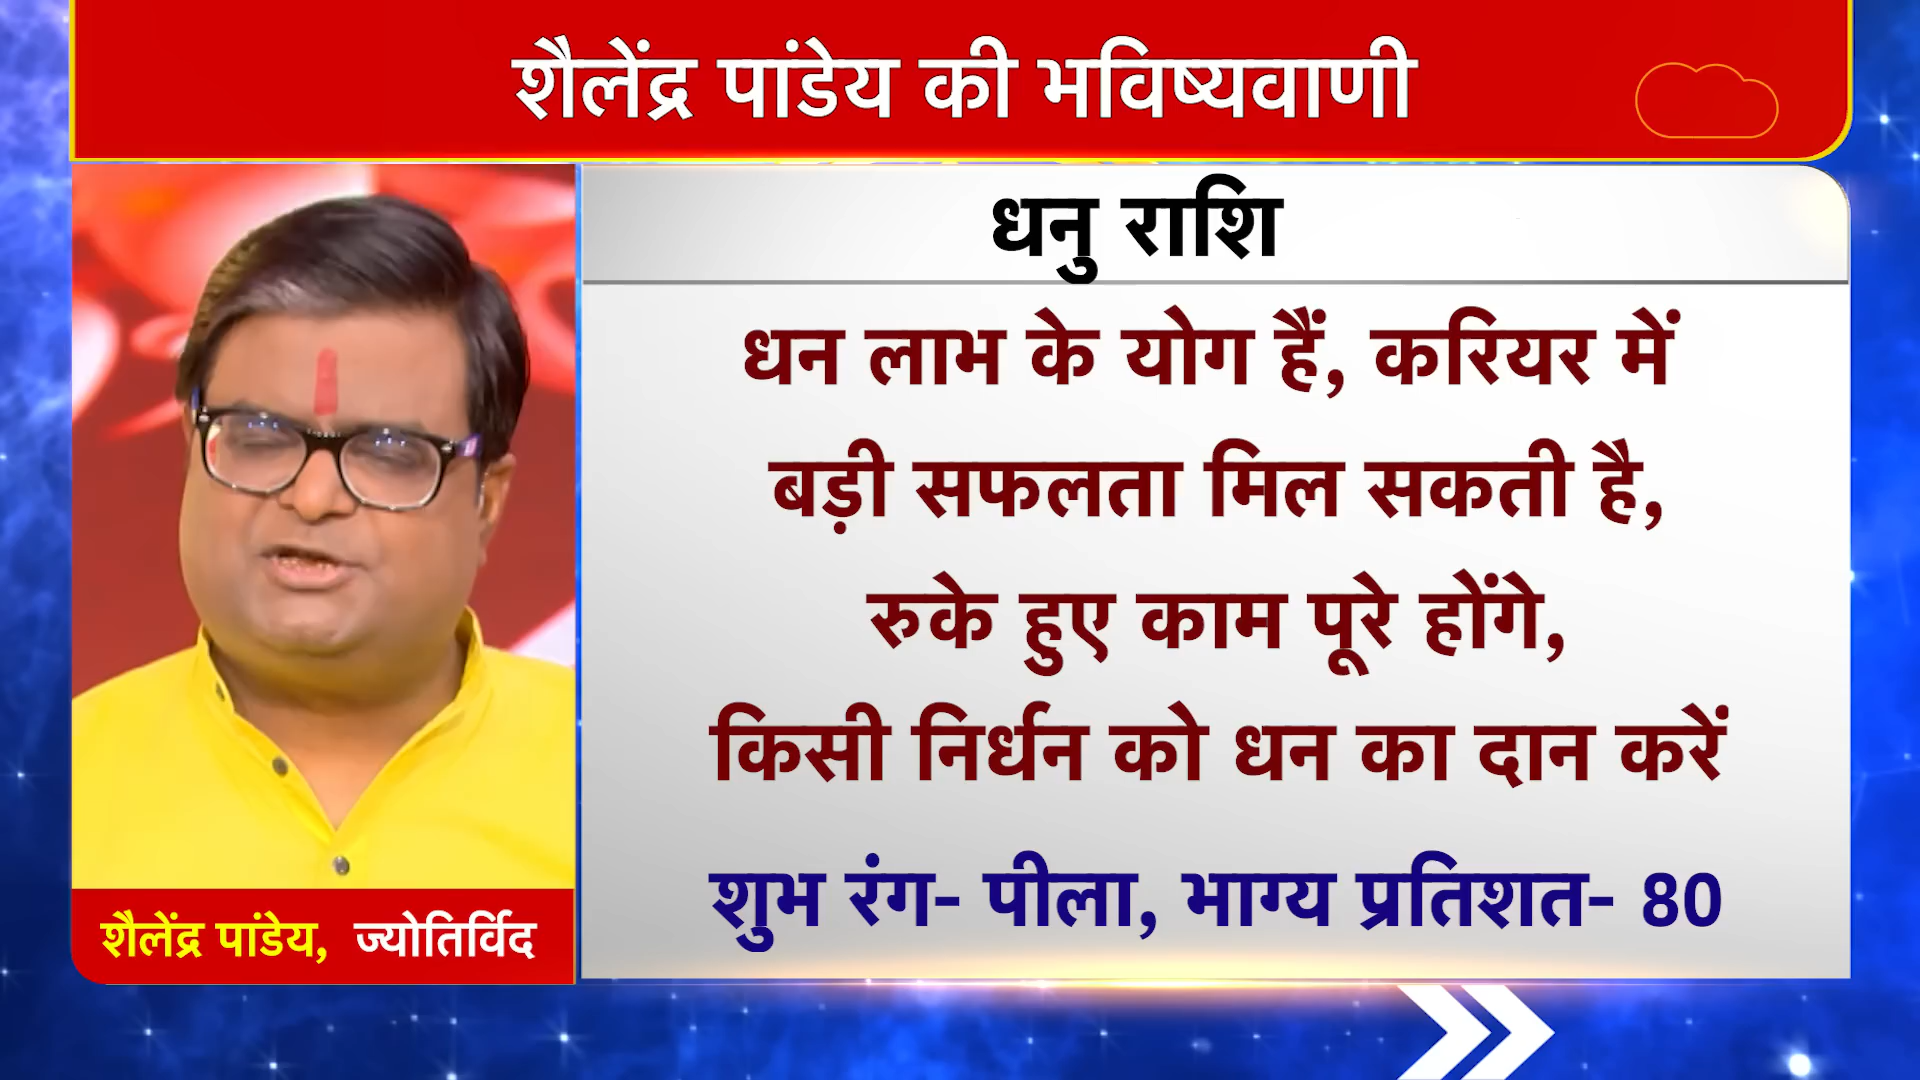 शैलेंद्र पांडेय की भविष्यवाणी
धनु राशि
धन लाभ के योग हैं, करियर में
बड़ी सफलता मिल सकती है,
रुके हुए काम पूरे होंगे,
किसी निर्धन को धन का दान करें
शुभ रंग- पीला, भाग्य प्रतिशत- 80
शैलेंद्र पांडेय, ज्योतिर्विद